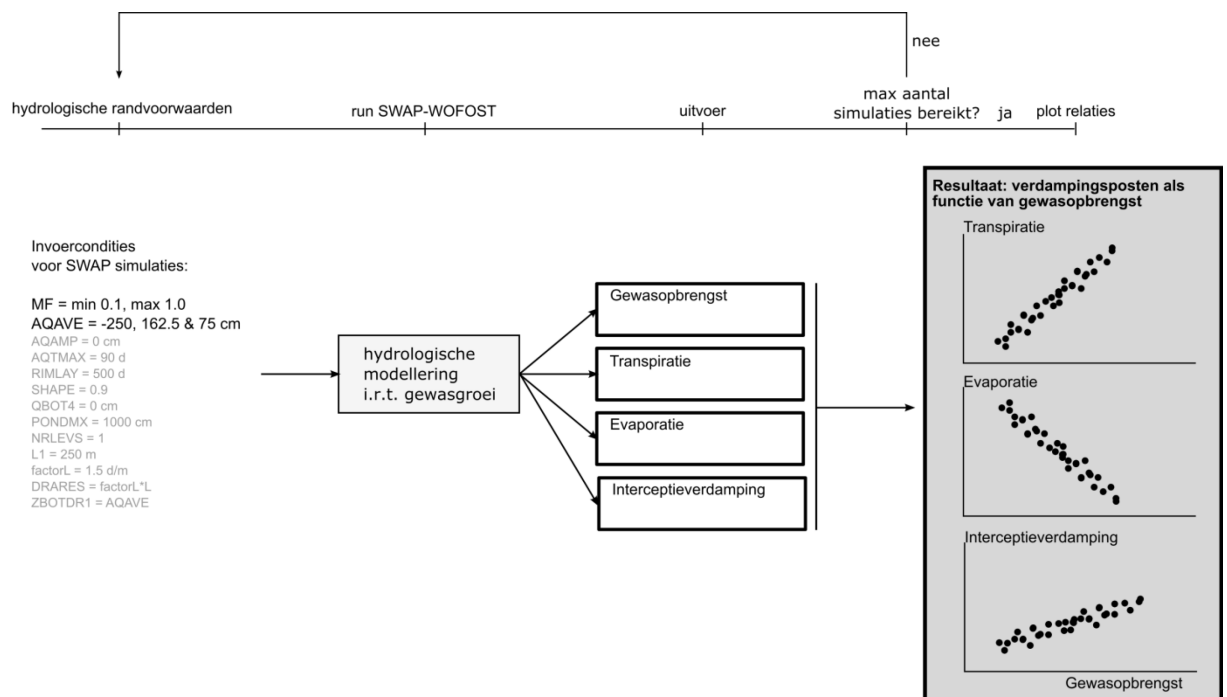 nee
hydrologische randvoorwaarden
run SWAP-WOFOST
uitvoer
max aantal
simulaties bereikt?
ja
plot relaties
Invoercondities
voor SWAP simulaties:
MF = min 0.1, max 1.0
AQAVE = -250, 162.5 & 75 cm
AQAMP = 0 cm
AQTMAX = 90 d
RIMLAY = 500 d
SHAPE = 0.9
QBOT4 = 0 cm
PONDMX = 1000 cm
NRLEVS = 1
L1 = 250 m
factorL = 1.5 d/m
DRARES = factorL*L
ZBOTDR1 = AQAVE
hydrologische
modellering
i.r.t. gewasgroei
Gewasopbrengst
Transpiratie
Evaporatie
Interceptieverdamping
Resultaat: verdampingsposten als
functie van gewasopbrengst
Transpiratie
Evaporatie
Interceptieverdamping
Gewasopbrengst